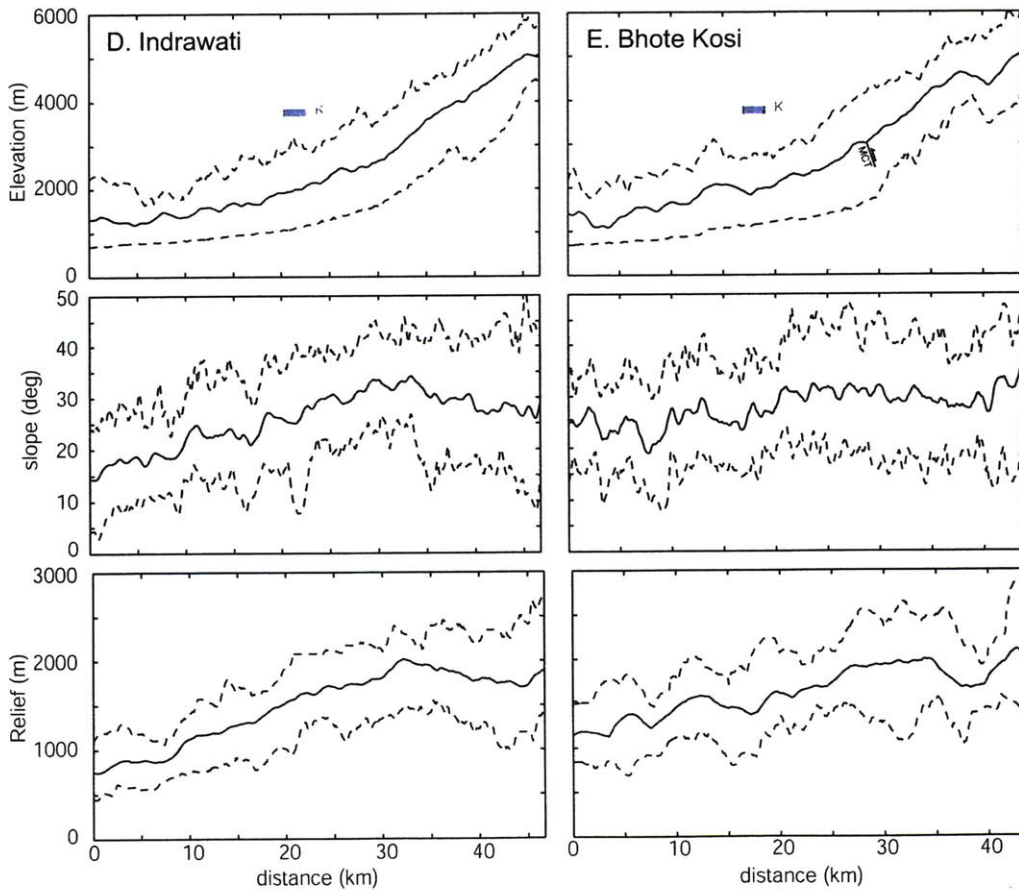 D. Indrawati
E. Bhote Kosi
Elevation (m)
6000
4000
2000
0
K
K
MCT
slope (deg)
50
40
30
20
10
0
Relief (m)
3000
2000
1000
0
0 10 20 30 40
distance (km)
0 10 20 30 40
distance (km)